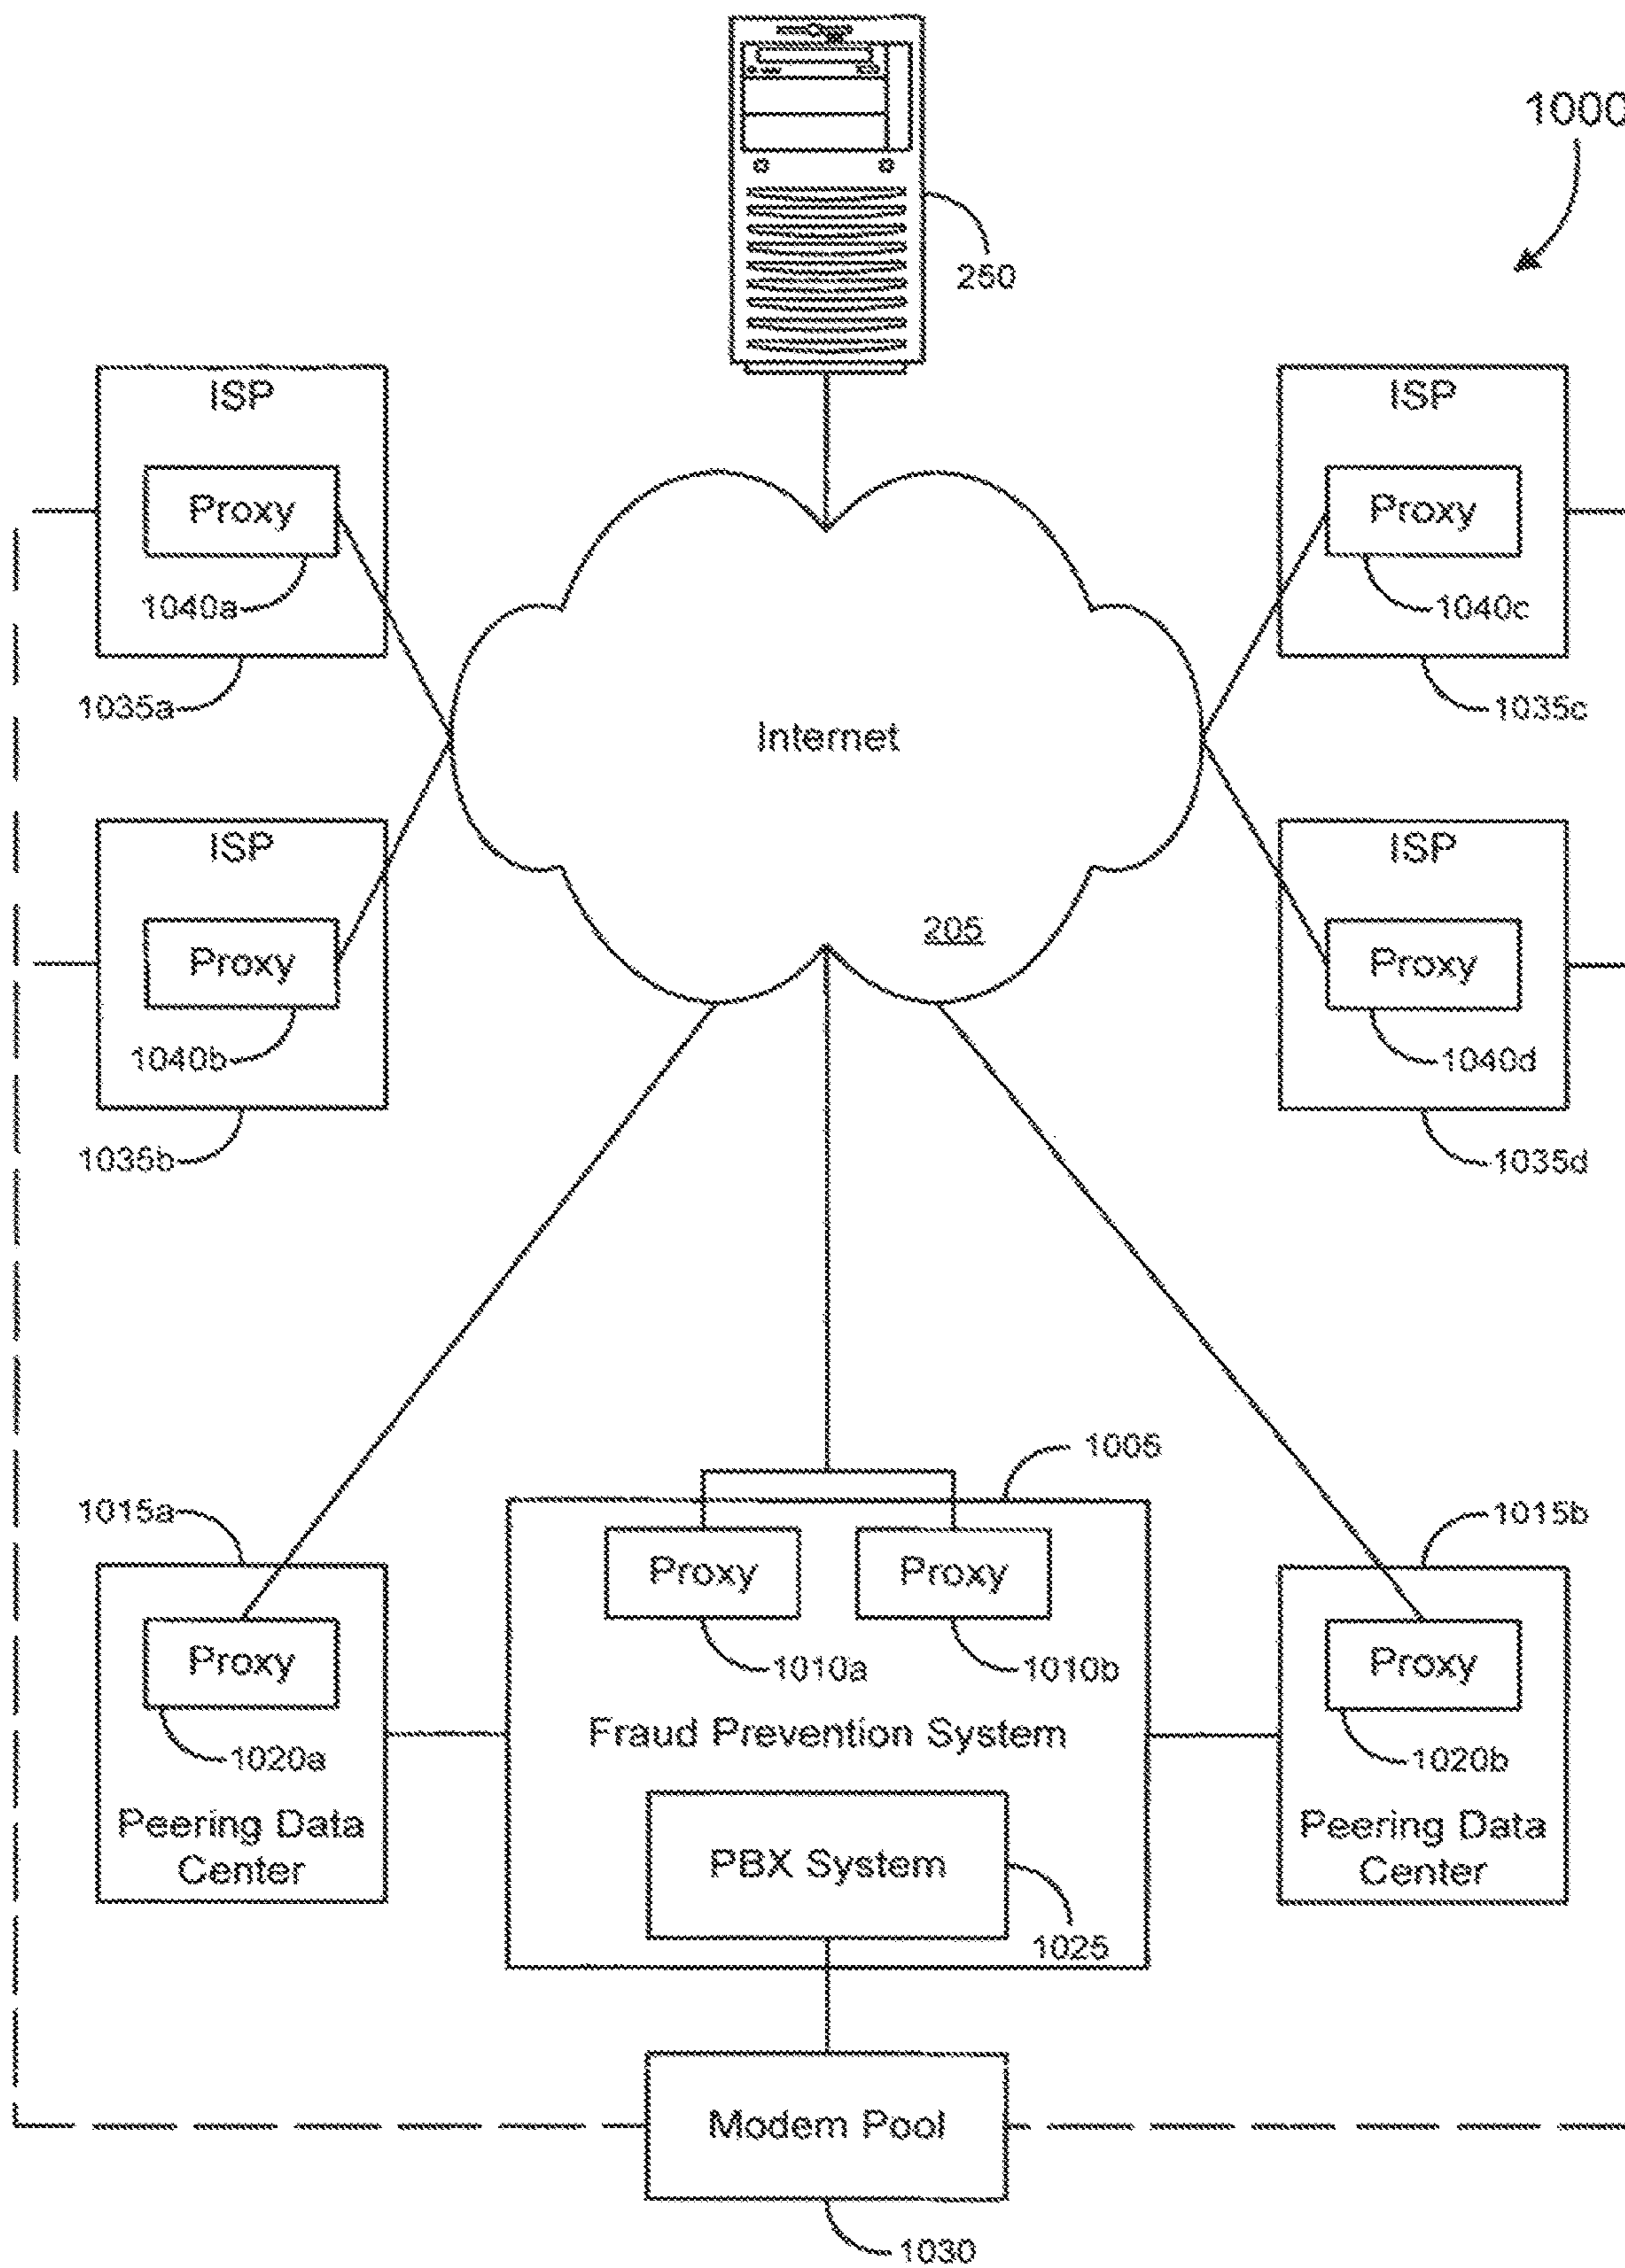 1000
250
ISP
Proxy
1040a
1035a
ISP
Proxy
1040c
1035c
Internet
205
ISP
Proxy
1040b
1035b
ISP
Proxy
1040d
1035d
1005
1015a
Proxy
1020a
Peering Data
Center
Proxy
1010a
Proxy
1010b
Fraud Prevention System
PBX System
1025
1015b
Proxy
1020b
Peering Data
Center
Modem Pool
1030